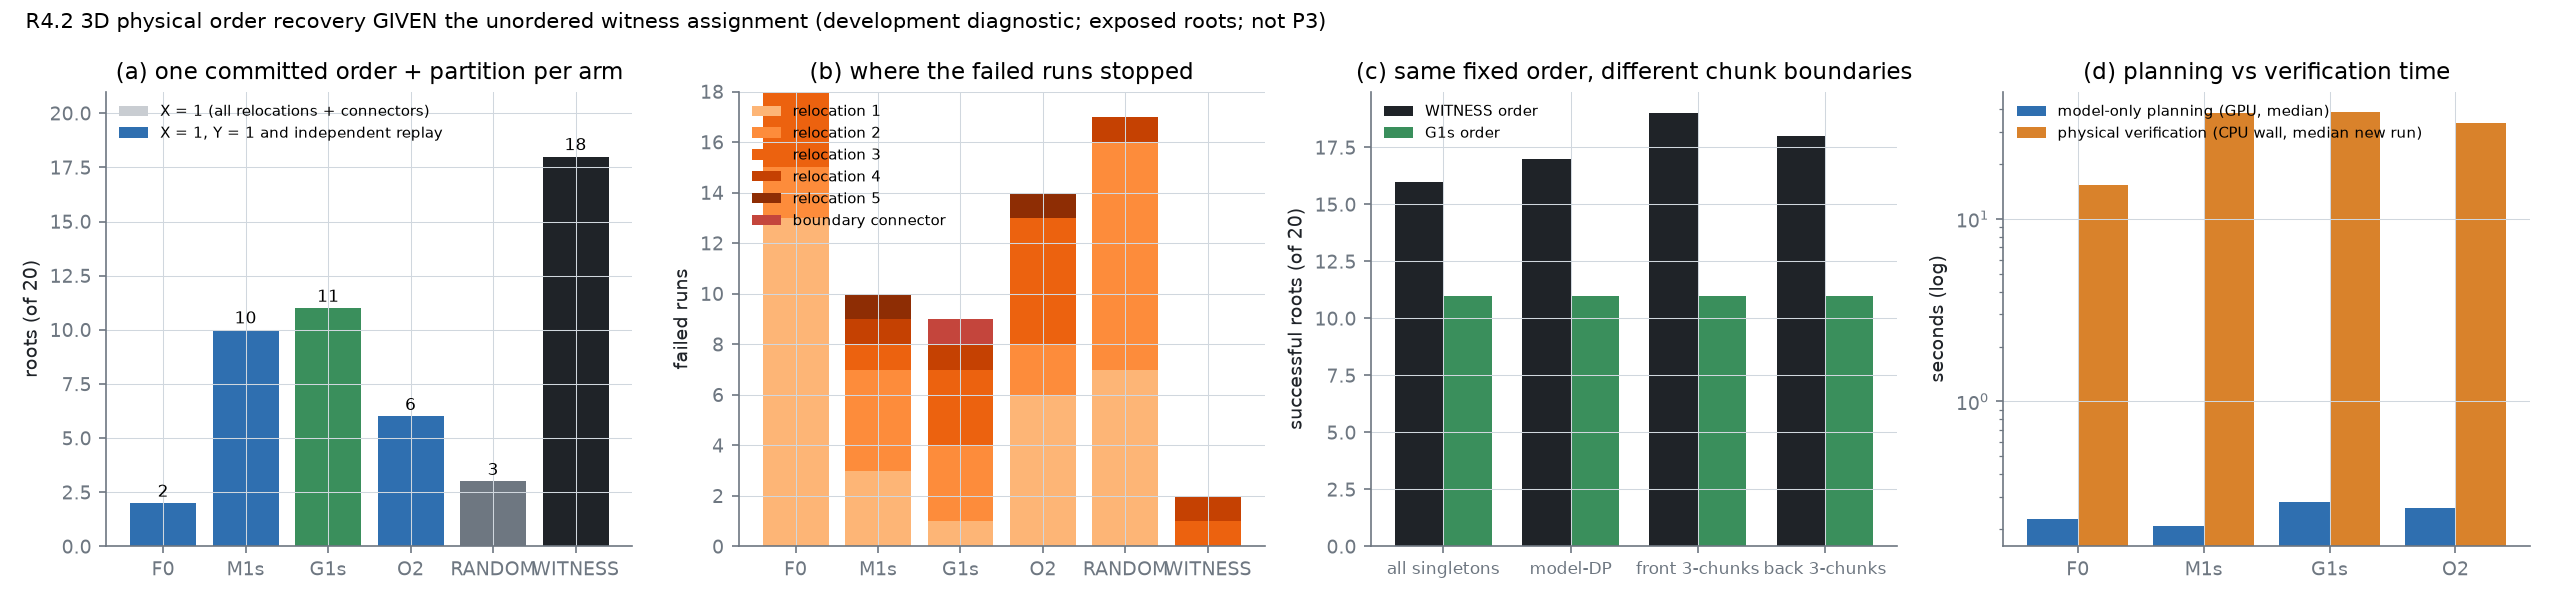 R4.2 3D physical order recovery GIVEN the unordered witness assignment (development diagnostic; exposed roots; not P3)
(a) one committed order + partition per arm
X = 1 (all relocations + connectors)
X = 1, Y = 1 and independent replay
roots (of 20)
20.0
17.5
15.0
12.5
10.0
7.5
5.0
2.5
0.0
2
10
11
6
3
18
F0
M1s
G1s
O2
RANDOM
WITNESS
(b) where the failed runs stopped
relocation 1
relocation 2
relocation 3
relocation 4
relocation 5
boundary connector
failed runs
18
16
14
12
10
8
6
4
2
0
F0
M1s
G1s
O2
RANDOM
WITNESS
(c) same fixed order, different chunk boundaries
WITNESS order
G1s order
successful roots (of 20)
17.5
15.0
12.5
10.0
7.5
5.0
2.5
0.0
all singletons
model-DP
front 3-chunks
back 3-chunks
(d) planning vs verification time
model-only planning (GPU, median)
physical verification (CPU wall, median new run)
seconds (log)
10¹
10⁰
F0
M1s
G1s
O2